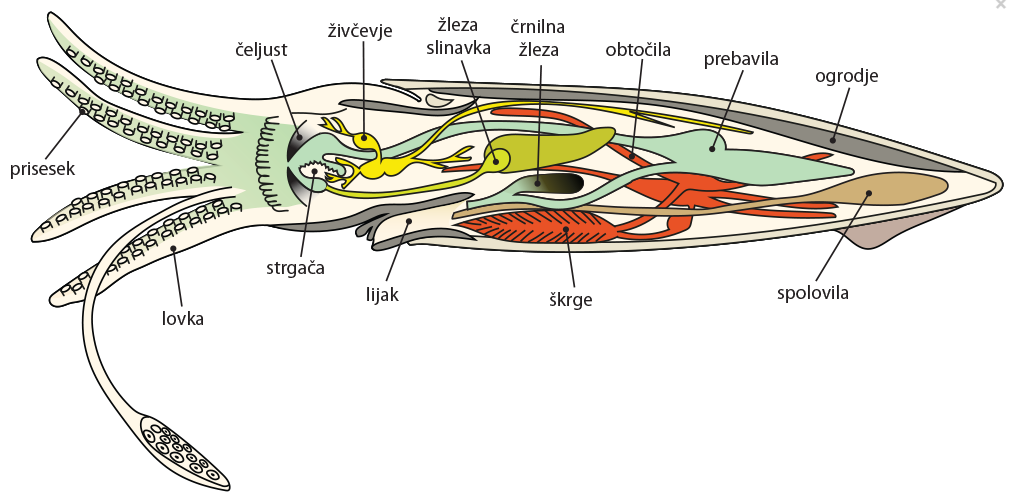 živčevje
žleza
slinavka
črnilna
žleza
čeljust
obtočila
prebavila
ogrodje
prisesek
strgača
lijak
škrge
spolovila
lovka